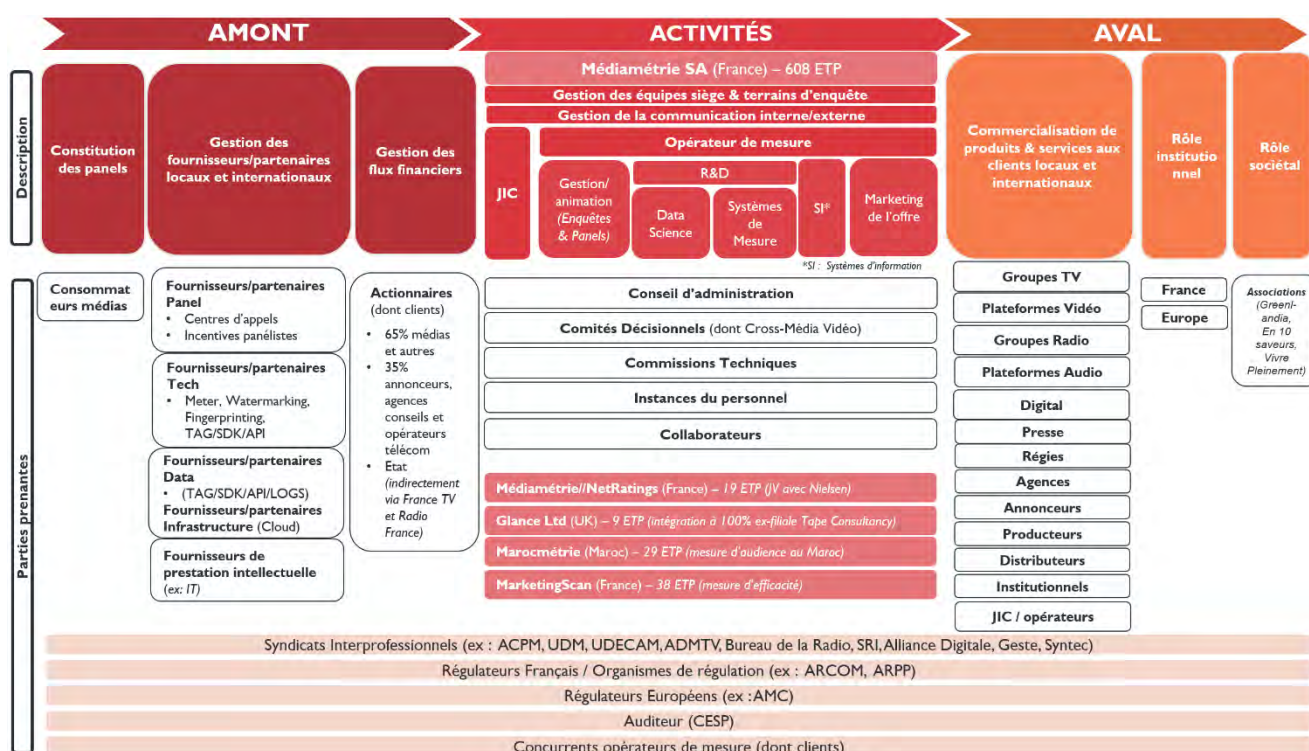 AMONT
ACTIVITÉS
AVAL
Description
Constitution
des panels
Gestion des
fournisseurs/partenaires
locaux et internationaux
Gestion des
flux financiers
Médiamétrie SA (France) – 608 ETP
Gestion des équipes siège & terrains d'enquête
Gestion de la communication interne/externe
JIC
Opérateur de mesure
Gestion/
animation
(Enquêtes
& Panels)
R&D
Data
Science
Systèmes
de
Mesure
SI*
Marketing
de l'offre
*SI : Systèmes d'information
Commercialisation de
produits & services aux
clients locaux et
internationaux
Rôle
institutio
nnel
Rôle
sociétal
Parties prenantes
Consommat
eurs médias
Fournisseurs/partenaires
Panel
• Centres d'appels
• Incentives panélistes
Fournisseurs/partenaires
Tech
• Meter, Watermarking,
Fingerprinting,
TAG/SDK/API
Fournisseurs/partenaires
Data
• (TAG/SDK/API/LOGS)
Fournisseurs/partenaires
Infrastructure (Cloud)
Fournisseurs de
prestation intellectuelle
(ex: IT)
Actionnaires
(dont clients)
• 65% médias
et autres
• 35%
annonceurs,
agences
conseils et
opérateurs
télécom
• Etat
(indirectement
via France TV
et Radio
France)
Conseil d'administration
Comités Décisionnels (dont Cross-Média Vidéo)
Commissions Techniques
Instances du personnel
Collaborateurs
Médiamétrie//NetRatings (France) – 19 ETP (JV avec Nielsen)
Glance Ltd (UK) – 9 ETP (intégration à 100% ex-filiale Tape Consultancy)
Marocmétrie (Maroc) – 29 ETP (mesure d'audience au Maroc)
MarketingScan (France) – 38 ETP (mesure d'efficacité)
Groupes TV
Plateformes Vidéo
Groupes Radio
Plateformes Audio
Digital
Presse
Régies
Agences
Annonceurs
Producteurs
Distributeurs
Institutionnels
JIC / opérateurs
France
Europe
Associations
(Greenl-
andia,
En 10
saveurs,
Vivre
Pleinement)
Syndicats Interprofessionnels (ex : ACPM, UDM, UDECAM, ADMTV, Bureau de la Radio, SRI, Alliance Digitale, Geste, Syntec)
Régulateurs Français / Organismes de régulation (ex : ARCOM, ARPP)
Régulateurs Européens (ex : AMC)
Auditeur (CESP)
Concurrents opérateurs de mesure (dont clients)